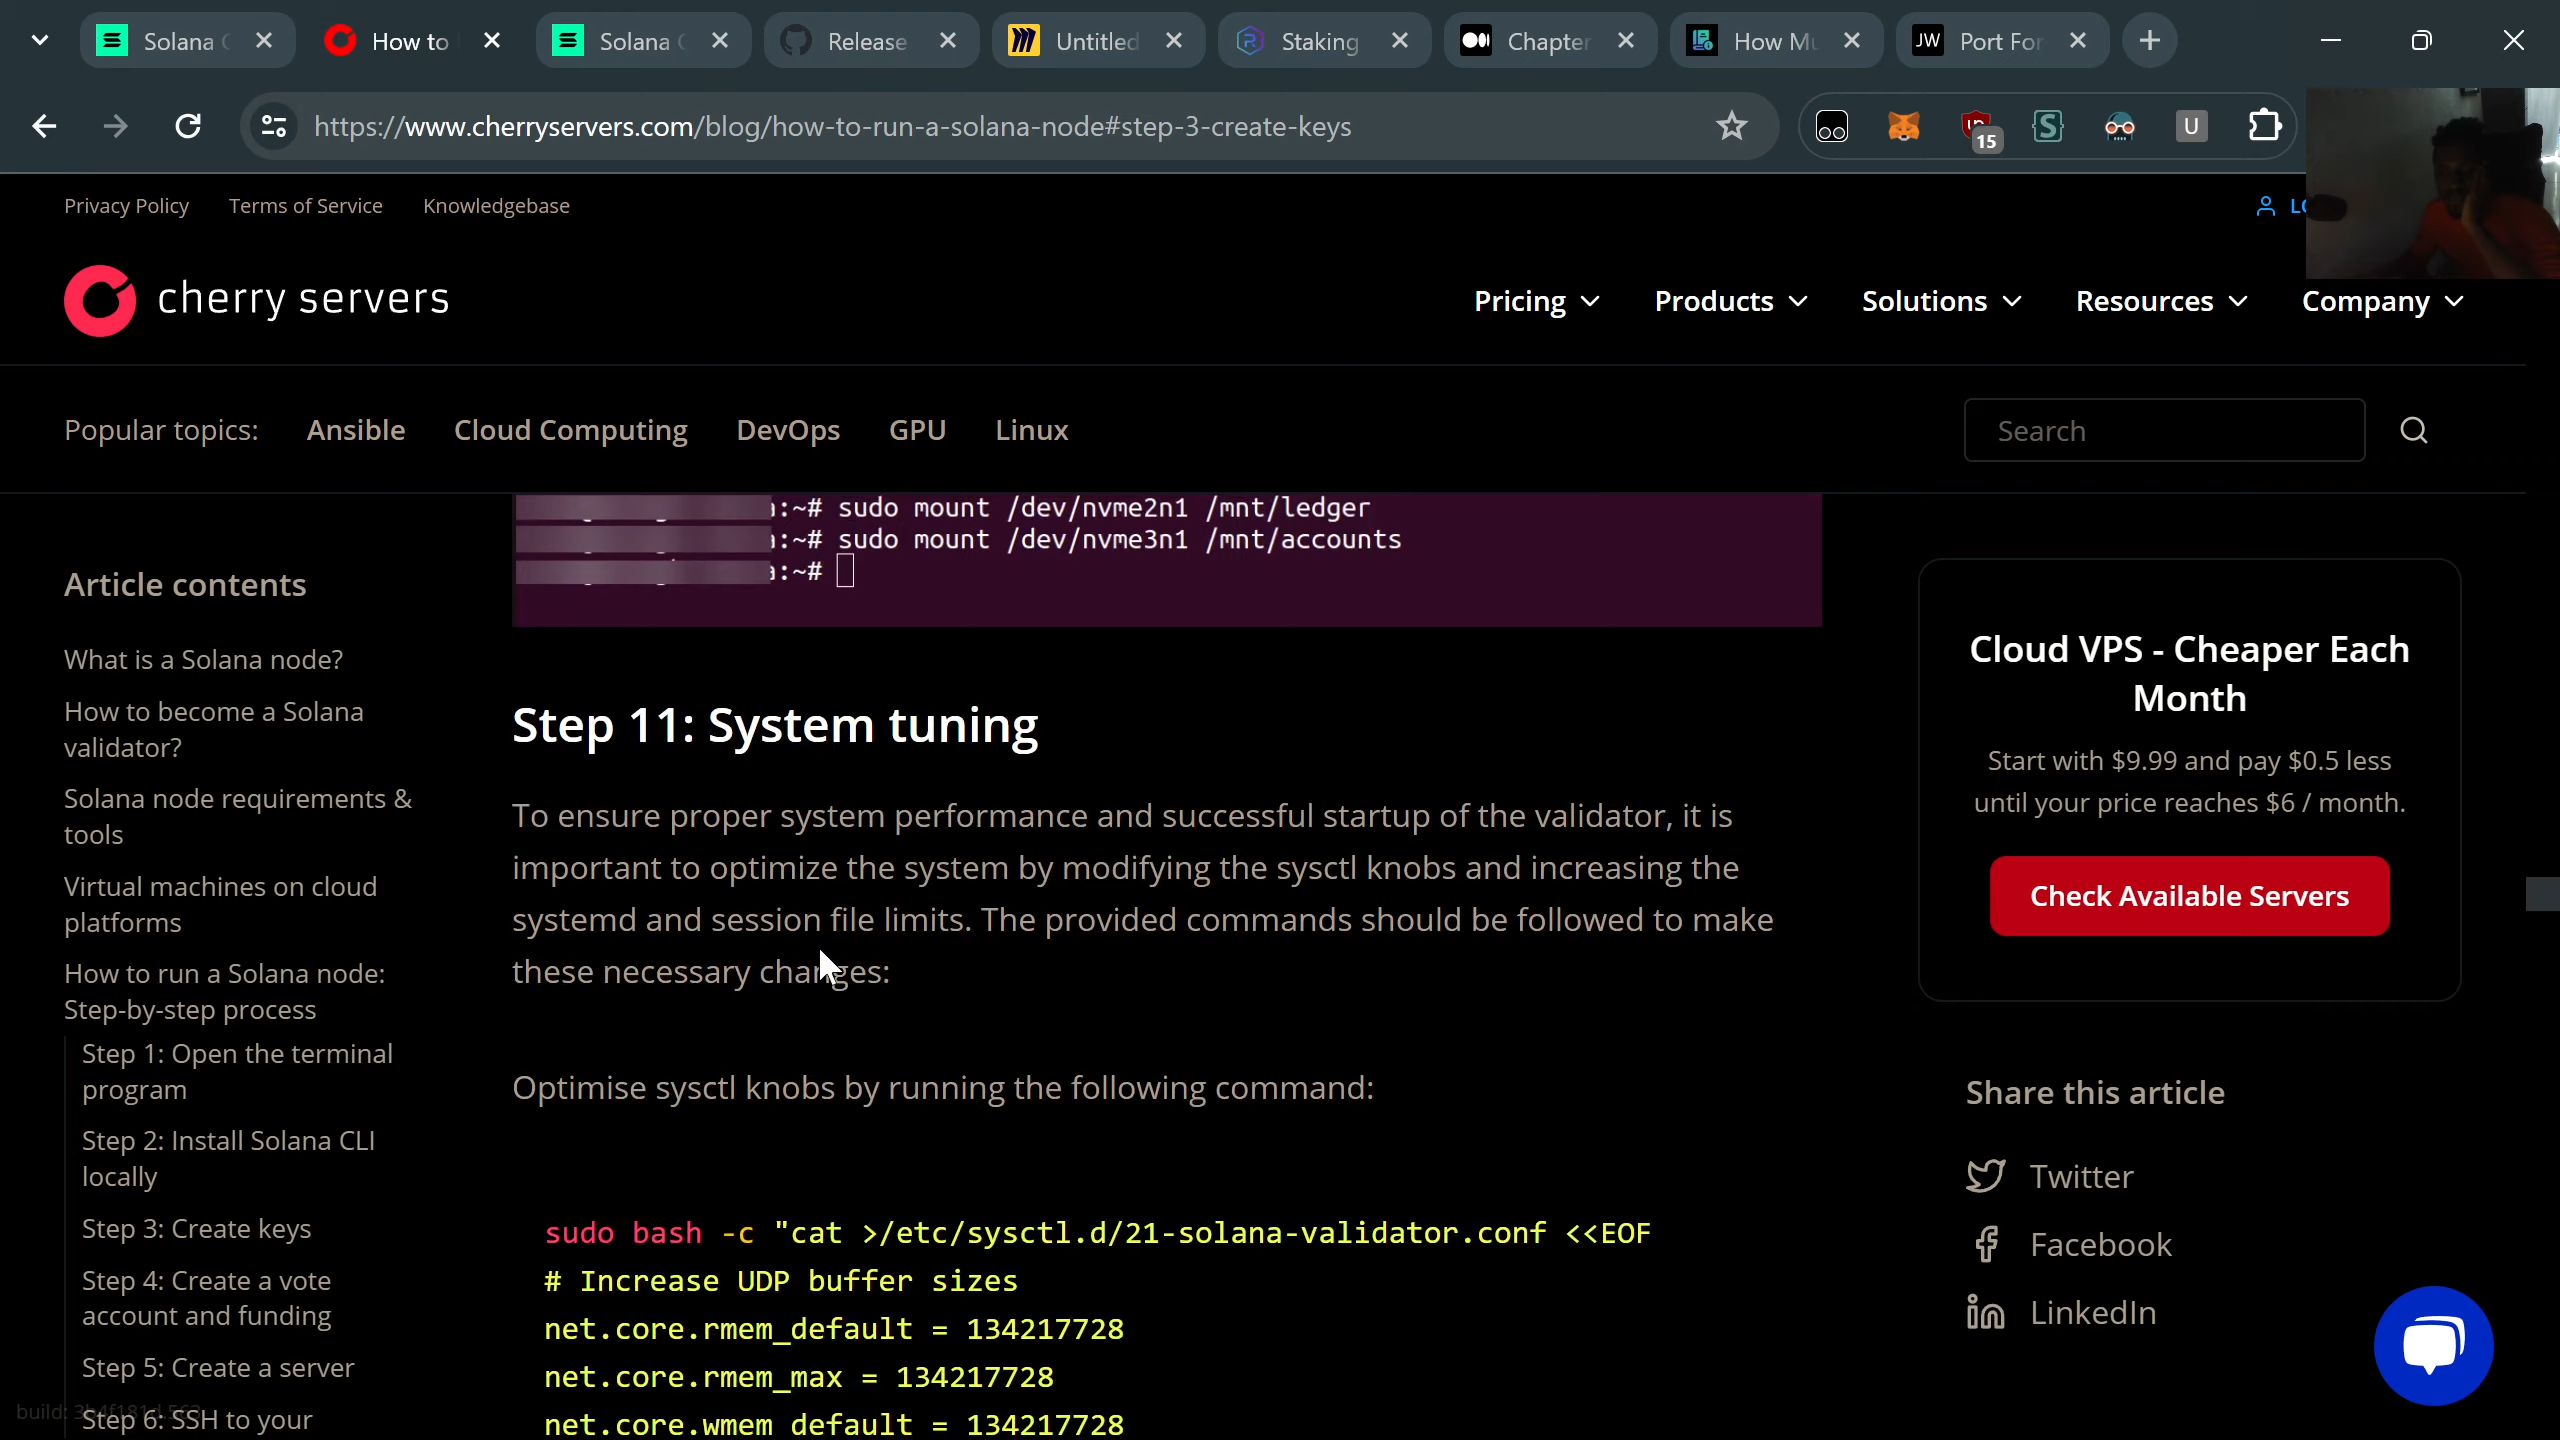 Solana
How to
Solana
Release
Untitled
Staking
Chapter
How Mu
JW
Port For
https://www.cherryservers.com/blog/how-to-run-a-solana-node#step-3-create-keys
15
S
U
Privacy Policy
Terms of Service
Knowledgebase
cherry servers
Pricing
Products
Solutions
Resources
Company
Popular topics:
Ansible
Cloud Computing
DevOps
GPU
Linux
Search
Article contents
What is a Solana node?
How to become a Solana
validator?
Solana node requirements &
tools
Virtual machines on cloud
platforms
How to run a Solana node:
Step-by-step process
Step 1: Open the terminal
program
Step 2: Install Solana CLI
locally
Step 3: Create keys
Step 4: Create a vote
account and funding
Step 5: Create a server
Step 6: SSH to your
:~# sudo mount /dev/nvme2n1 /mnt/ledger
:~# sudo mount /dev/nvme3n1 /mnt/accounts
:~#
Step 11: System tuning
To ensure proper system performance and successful startup of the validator, it is
important to optimize the system by modifying the sysctl knobs and increasing the
systemd and session file limits. The provided commands should be followed to make
these necessary changes:
Optimise sysctl knobs by running the following command:
sudo bash -c "cat >/etc/sysctl.d/21-solana-validator.conf <<EOF
# Increase UDP buffer sizes
net.core.rmem_default = 134217728
net.core.rmem_max = 134217728
net.core.wmem_default = 134217728
Cloud VPS - Cheaper Each
Month
Start with $9.99 and pay $0.5 less
until your price reaches $6 / month.
Check Available Servers
Share this article
Twitter
Facebook
LinkedIn
build: